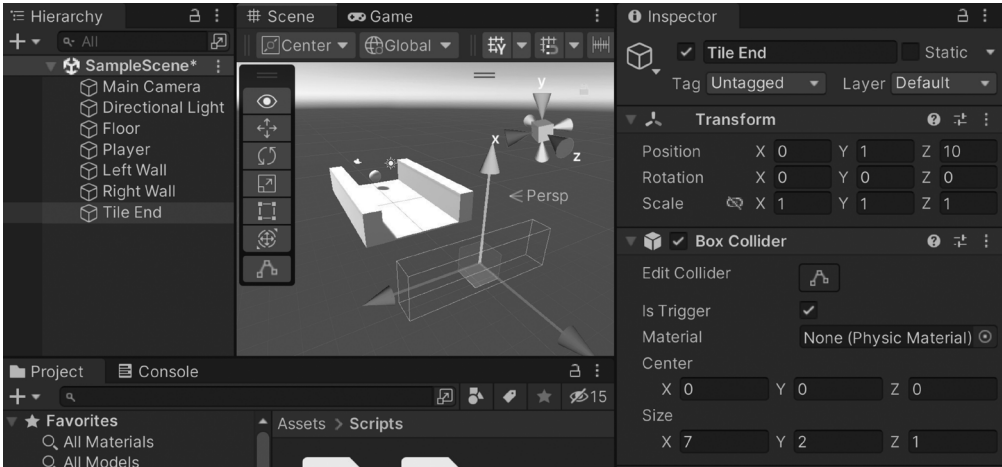 Hierarchy
All
SampleScene*
Main Camera
Directional Light
Floor
Player
Left Wall
Right Wall
Tile End
Scene
Game
Center
Global
y
x
z
Persp
Project
Console
15
Favorites
All Materials
All Models
Assets > Scripts
Inspector
Tile End Static
Tag Untagged Layer Default
Transform
Position X 0 Y 1 Z 10
Rotation X 0 Y 0 Z 0
Scale X 1 Y 1 Z 1
Box Collider
Edit Collider
Is Trigger
Material None (Physic Material)
Center
X 0 Y 0 Z 0
Size
X 7 Y 2 Z 1